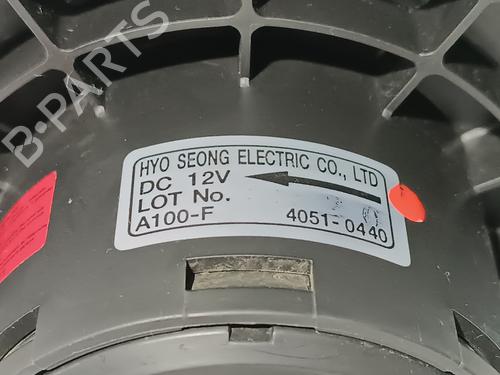 B-PARTS
HYO SEONG ELECTRIC CO., LTD
DC 12V
LOT No.
A100-F 4051-0440